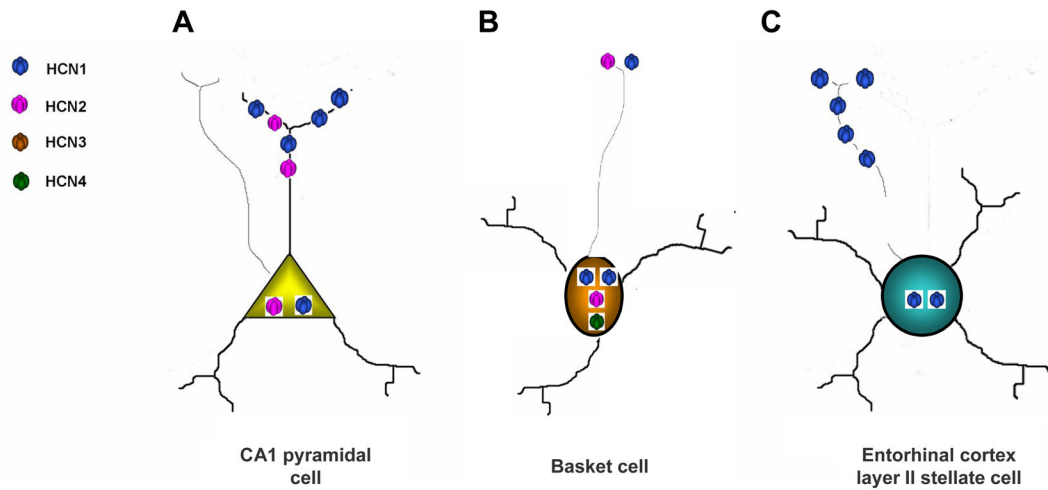 A
B
C
HCN1
HCN2
HCN3
HCN4
CA1 pyramidal
cell
Basket cell
Entorhinal cortex
layer II stellate cell